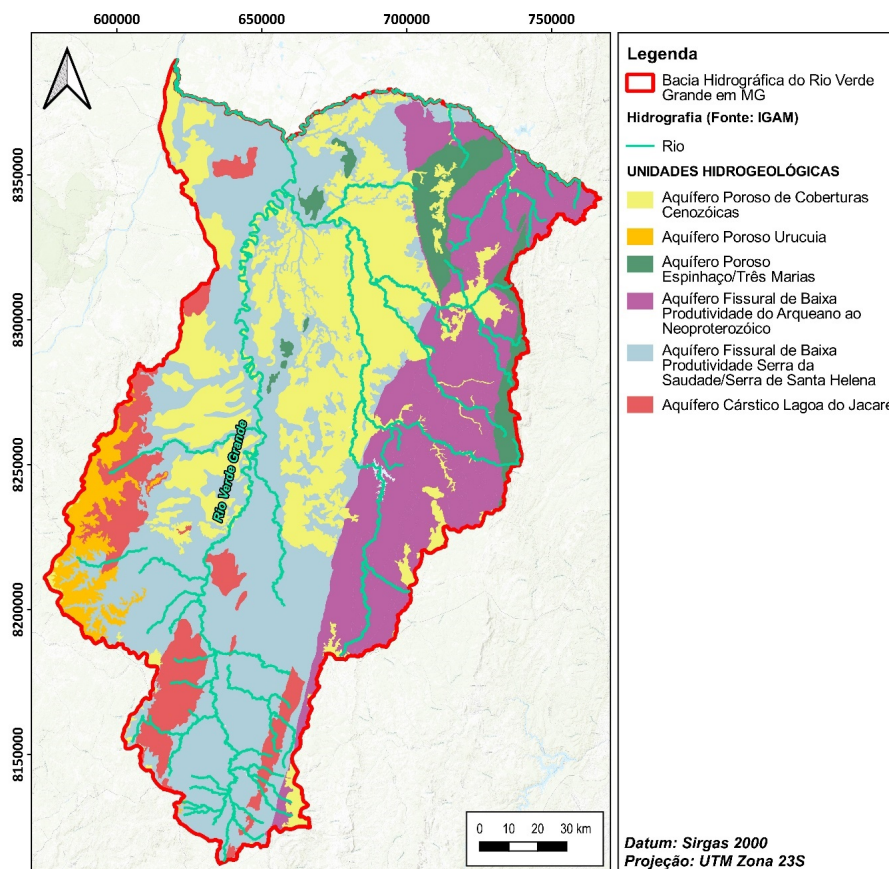 600000
650000
700000
750000
8350000
8300000
8250000
8200000
8150000
Rio Verde Grande
0 10 20 30 km
Legenda
Bacia Hidrográfica do Rio Verde
Grande em MG
Hidrografia (Fonte: IGAM)
Rio
UNIDADES HIDROGEOLÓGICAS
Aquífero Poroso de Coberturas
Cenozóicas
Aquífero Poroso Urucuia
Aquífero Poroso
Espinhaço/Três Marias
Aquífero Fissural de Baixa
Produtividade do Arqueano ao
Neoproterozóico
Aquífero Fissural de Baixa
Produtividade Serra da
Saudade/Serra de Santa Helena
Aquífero Cárstico Lagoa do Jacaré
Datum: Sirgas 2000
Projeção: UTM Zona 23S